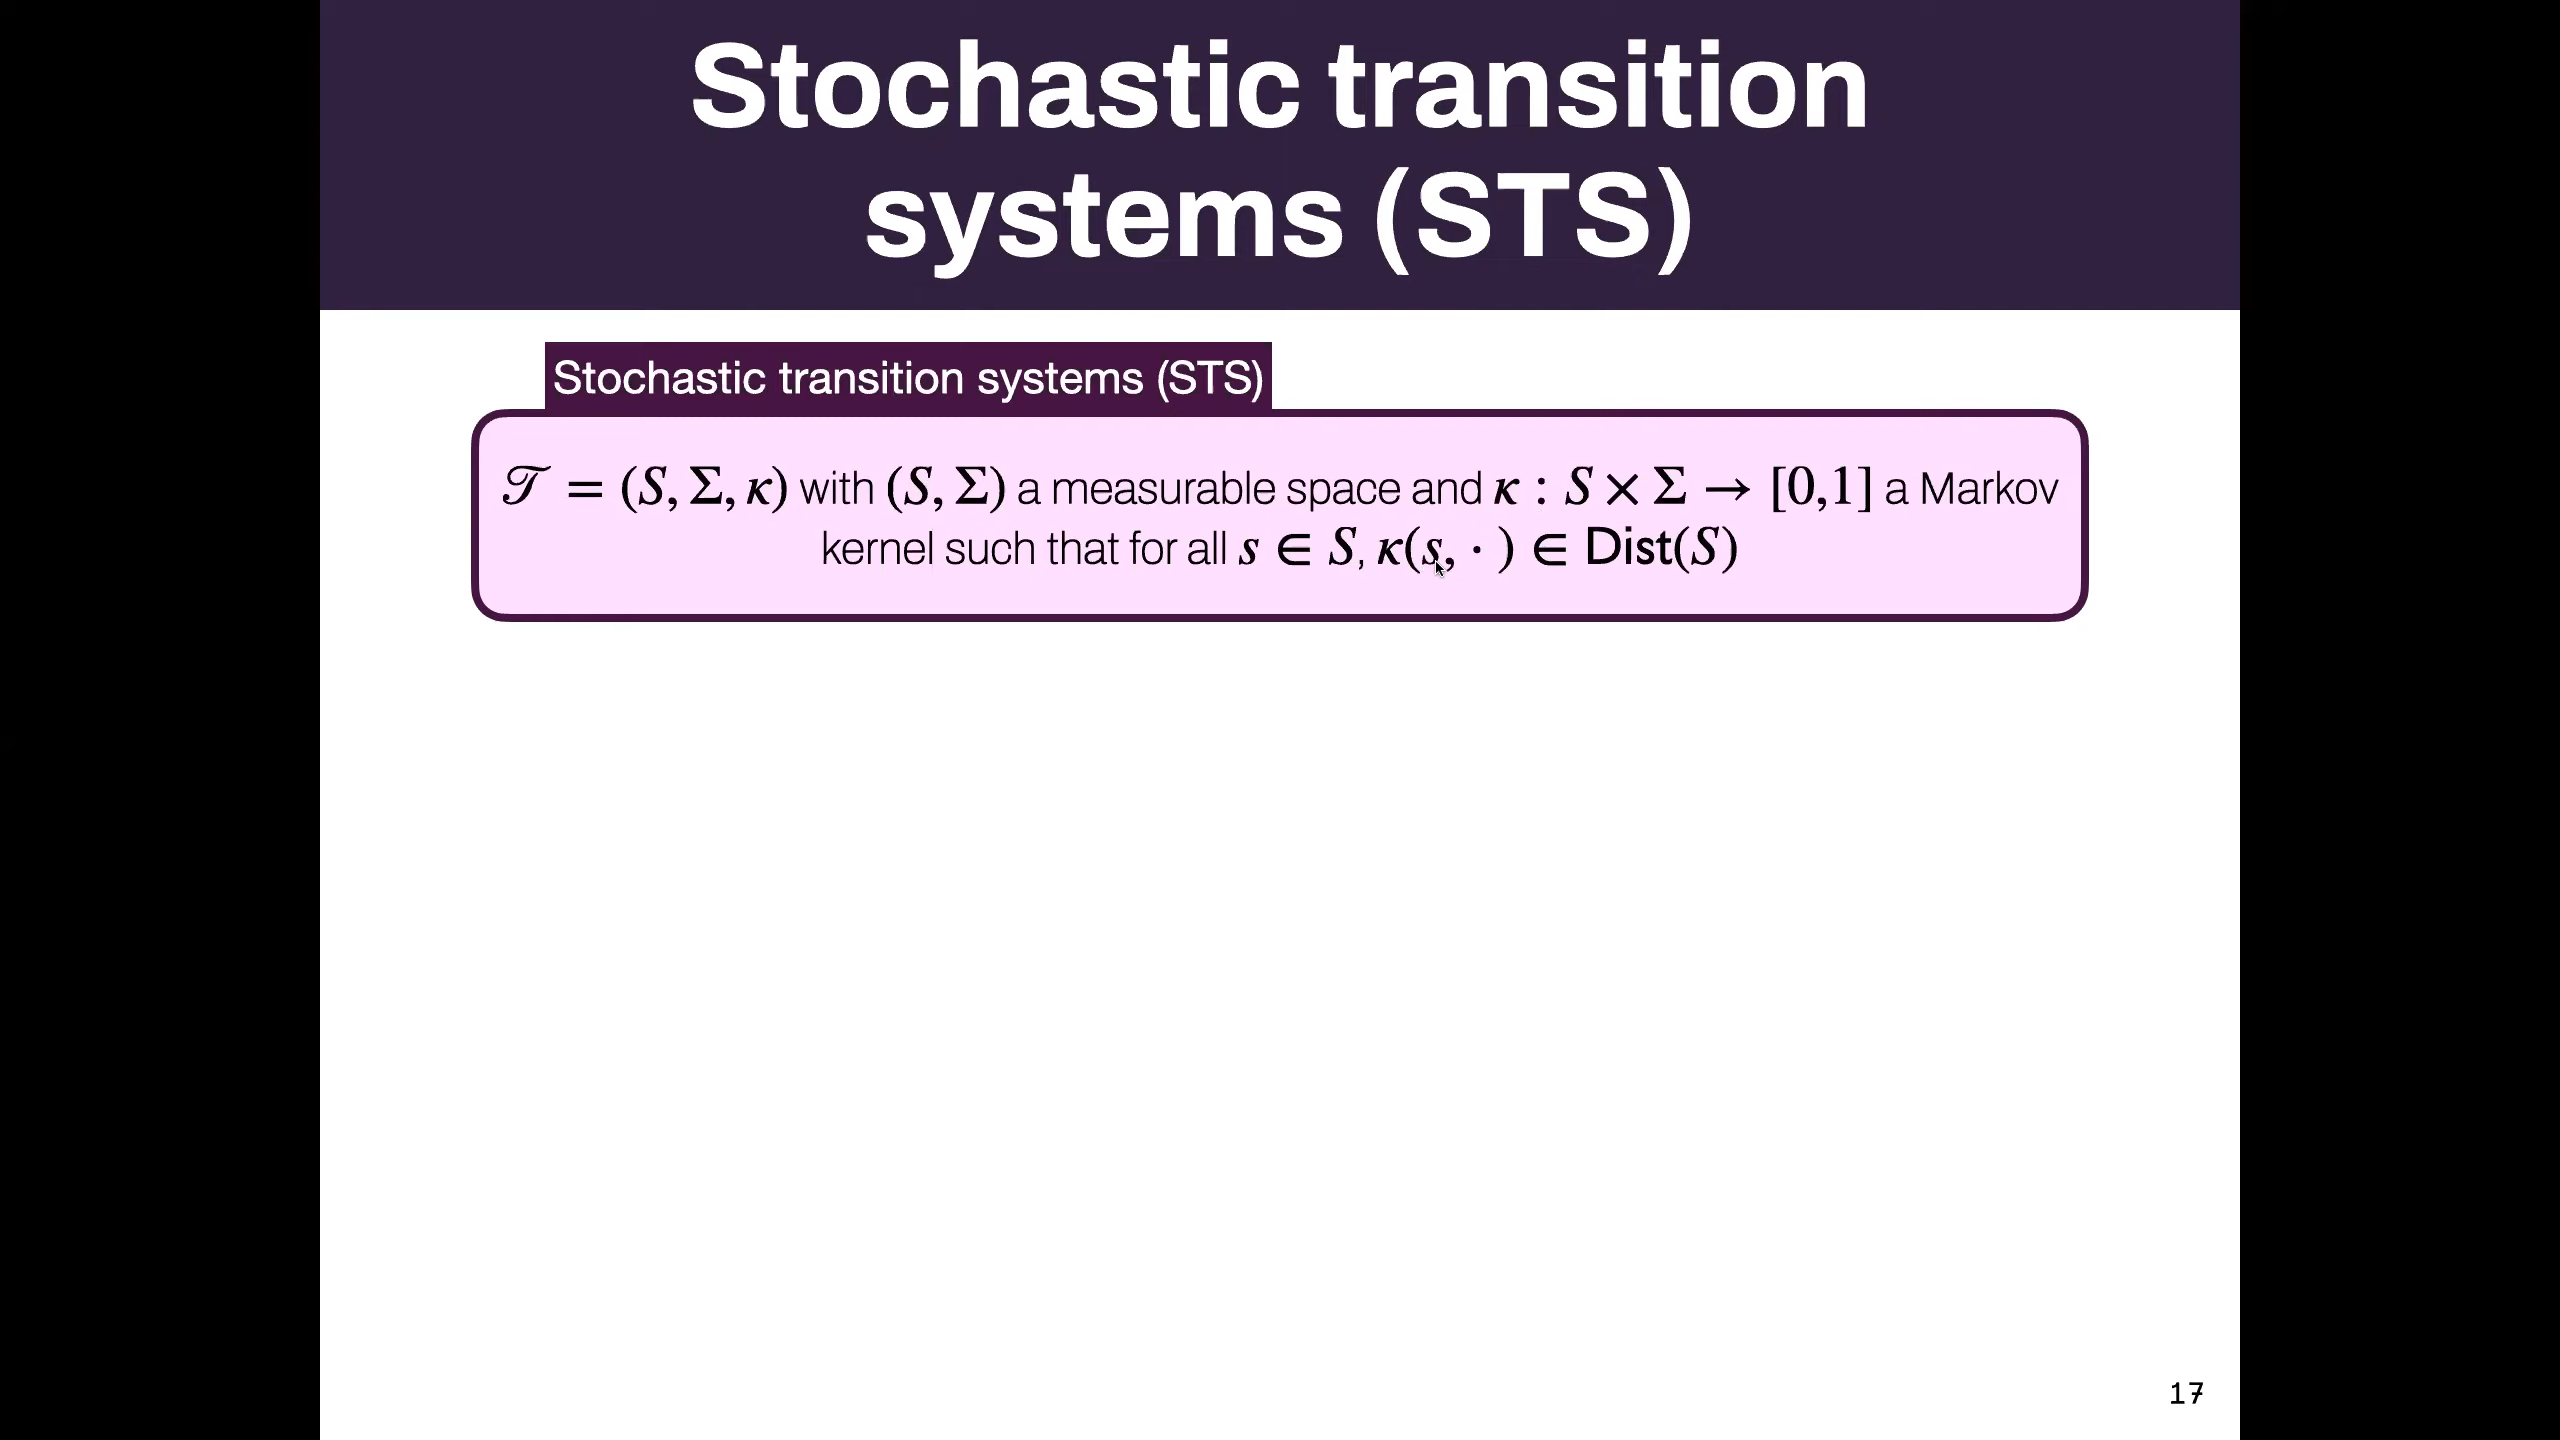 Stochastic transition
systems (STS)
Stochastic transition systems (STS)
𝒯 = (S, Σ, κ) with (S, Σ) a measurable space and κ : S × Σ → [0,1] a Markov
kernel such that for all s ∈ S, κ(s, · ) ∈ Dist(S)
17